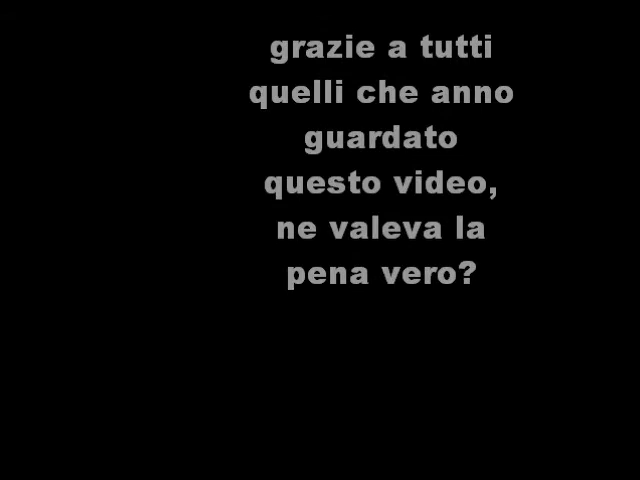 grazie a tutti
quelli che anno
guardato
questo video,
ne valeva la
pena vero?